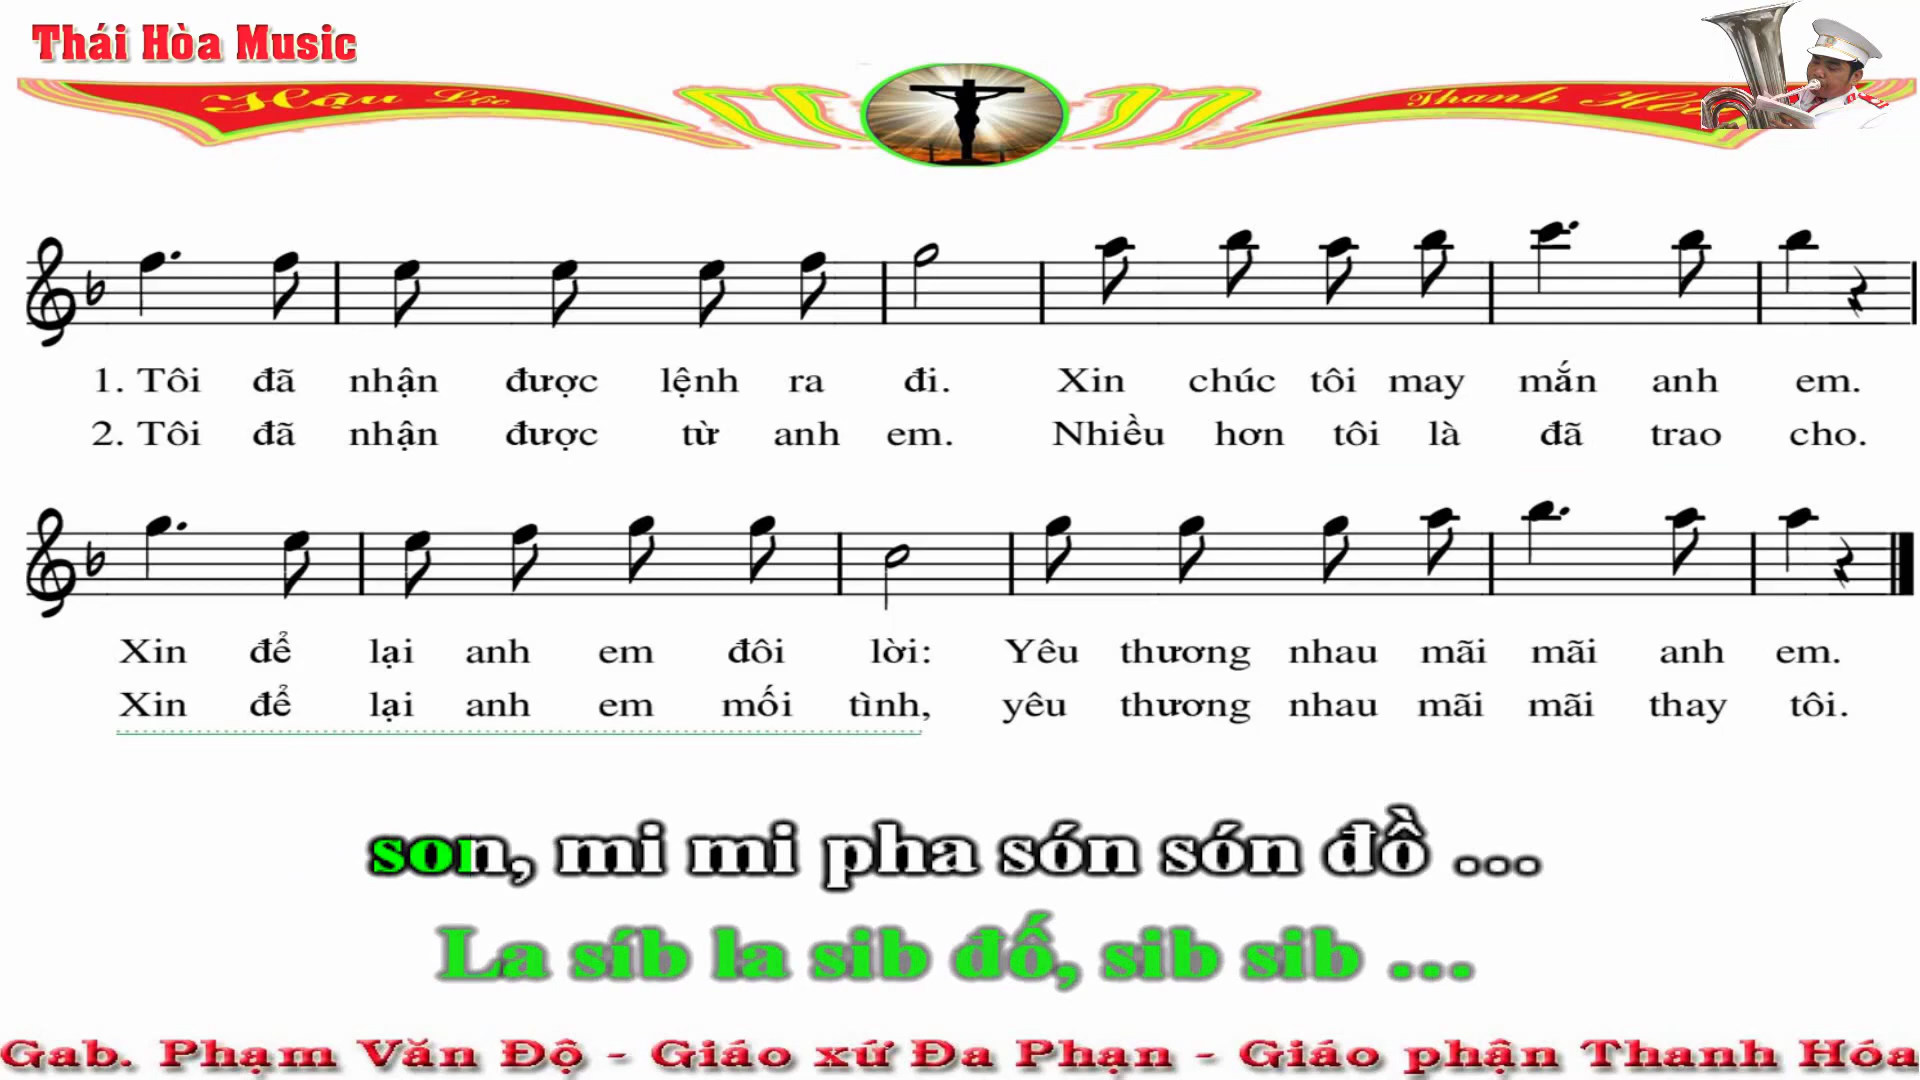 Thái Hòa Music
Hậu Lộc
Thanh Hóa
1. Tôi đã nhận được lệnh ra đi. Xin chúc tôi may mắn anh em.
2. Tôi đã nhận được từ anh em. Nhiều hơn tôi là đã trao cho.
Xin để lại anh em đôi lời: Yêu thương nhau mãi mãi anh em.
Xin để lại anh em mối tình, yêu thương nhau mãi mãi thay tôi.
son, mi mi pha són són đồ ...
La síb la sib đố, sib sib ...
Gab. Phạm Văn Độ - Giáo xứ Đa Phạn - Giáo phận Thanh Hóa